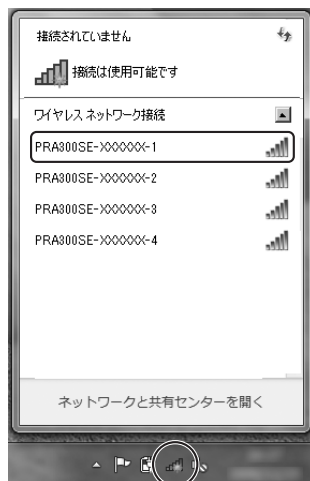 接続されていません
接続は使用可能です
ワイヤレス ネットワーク接続
PRA300SE-XXXXXX-1
PRA300SE-XXXXXX-2
PRA300SE-XXXXXX-3
PRA300SE-XXXXXX-4
ネットワークと共有センターを開く